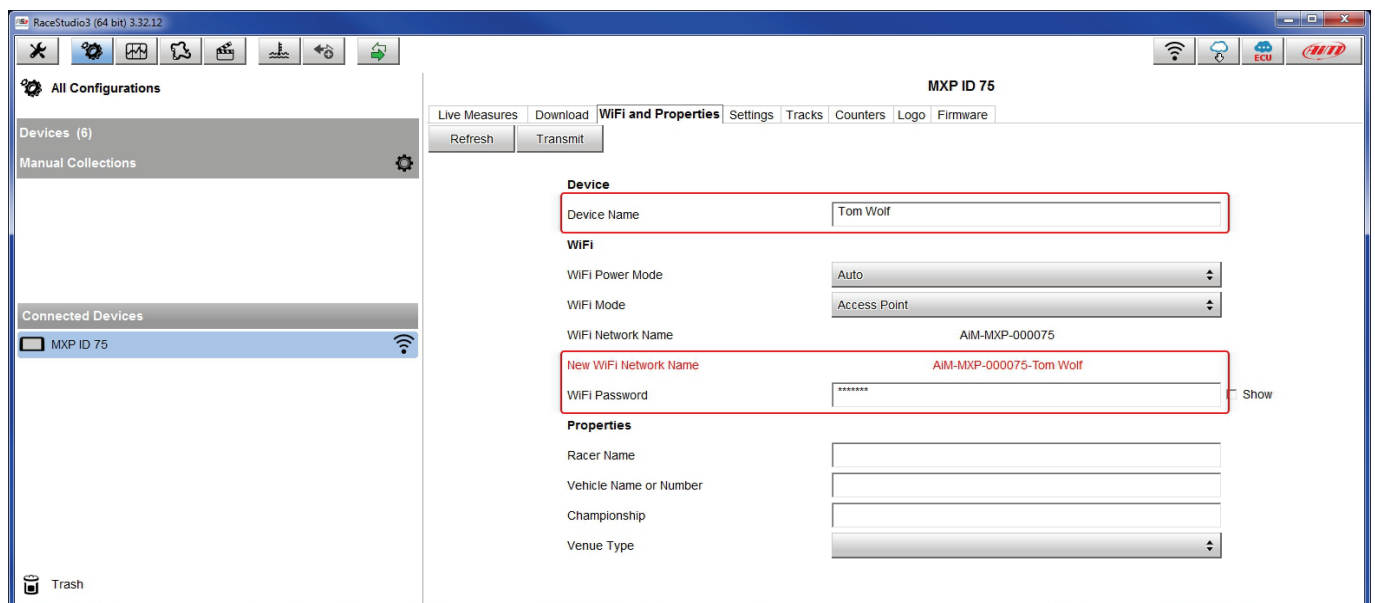 RaceStudio3 (64 bit) 3.32.12
ECU
AiM
All Configurations
MXP ID 75
Live Measures Download WiFi and Properties Settings Tracks Counters Logo Firmware
Devices (6)
Refresh Transmit
Manual Collections
Device
Device Name Tom Wolf
WiFi
WiFi Power Mode Auto
WiFi Mode Access Point
Connected Devices
WiFi Network Name AiM-MXP-000075
MXP ID 75
New WiFi Network Name AiM-MXP-000075-Tom Wolf
WiFi Password ******* Show
Properties
Racer Name
Vehicle Name or Number
Championship
Venue Type
Trash